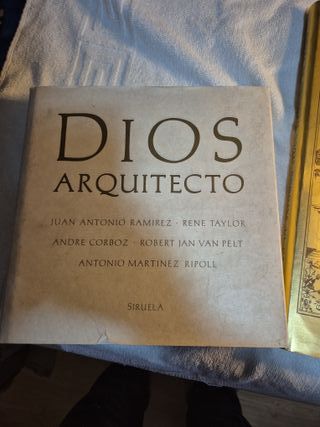 DIOS
ARQUITECTO
JUAN ANTONIO RAMIREZ · RENE TAYLOR
ANDRE CORBOZ · ROBERT JAN VAN PELT
ANTONIO MARTINEZ RIPOLL
SIRUELA